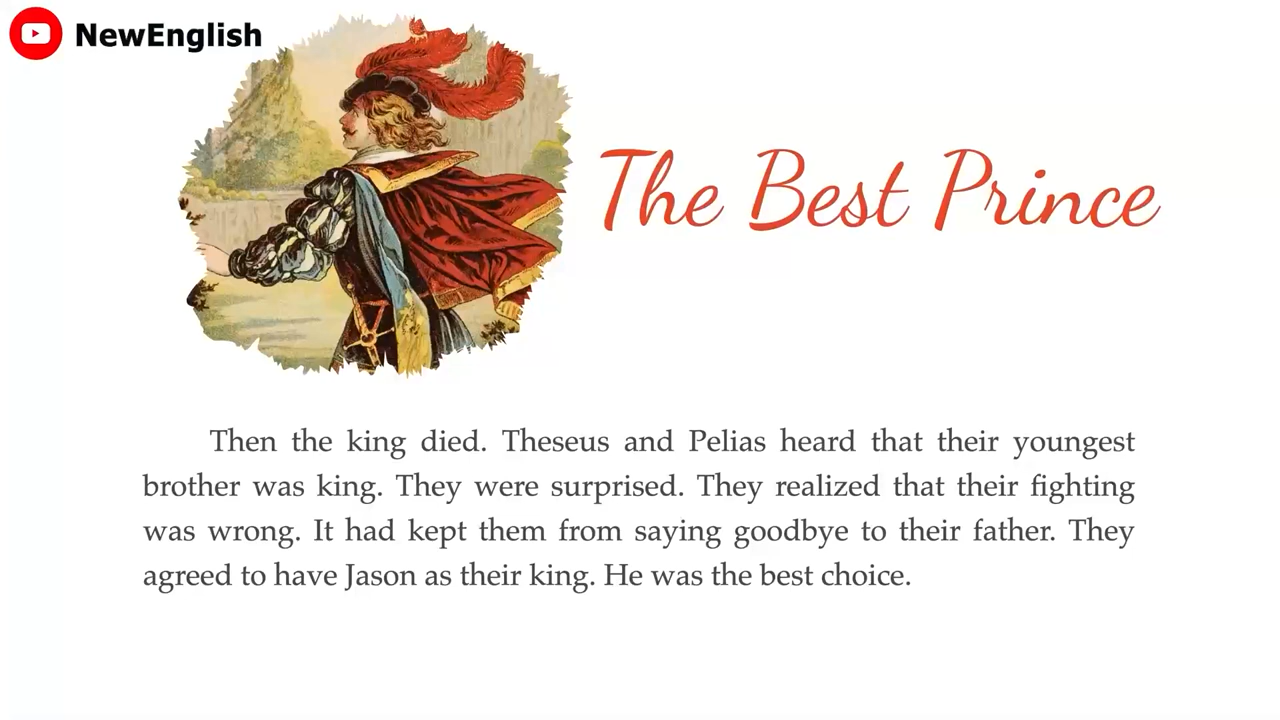 NewEnglish
The Best Prince
Then the king died. Theseus and Pelias heard that their youngest
brother was king. They were surprised. They realized that their fighting
was wrong. It had kept them from saying goodbye to their father. They
agreed to have Jason as their king. He was the best choice.